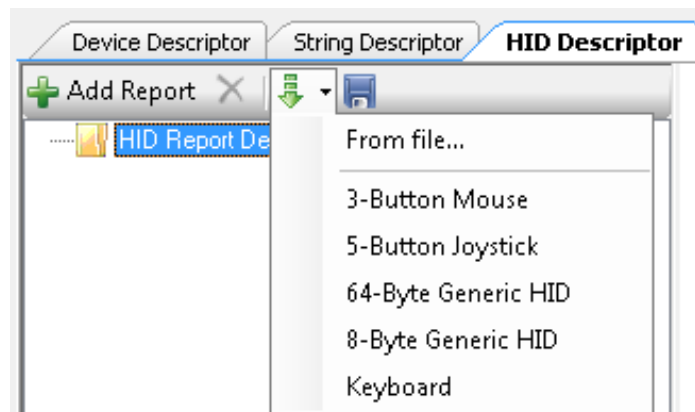 Device Descriptor String Descriptor HID Descriptor
Add Report
HID Report De
From file...
3-Button Mouse
5-Button Joystick
64-Byte Generic HID
8-Byte Generic HID
Keyboard